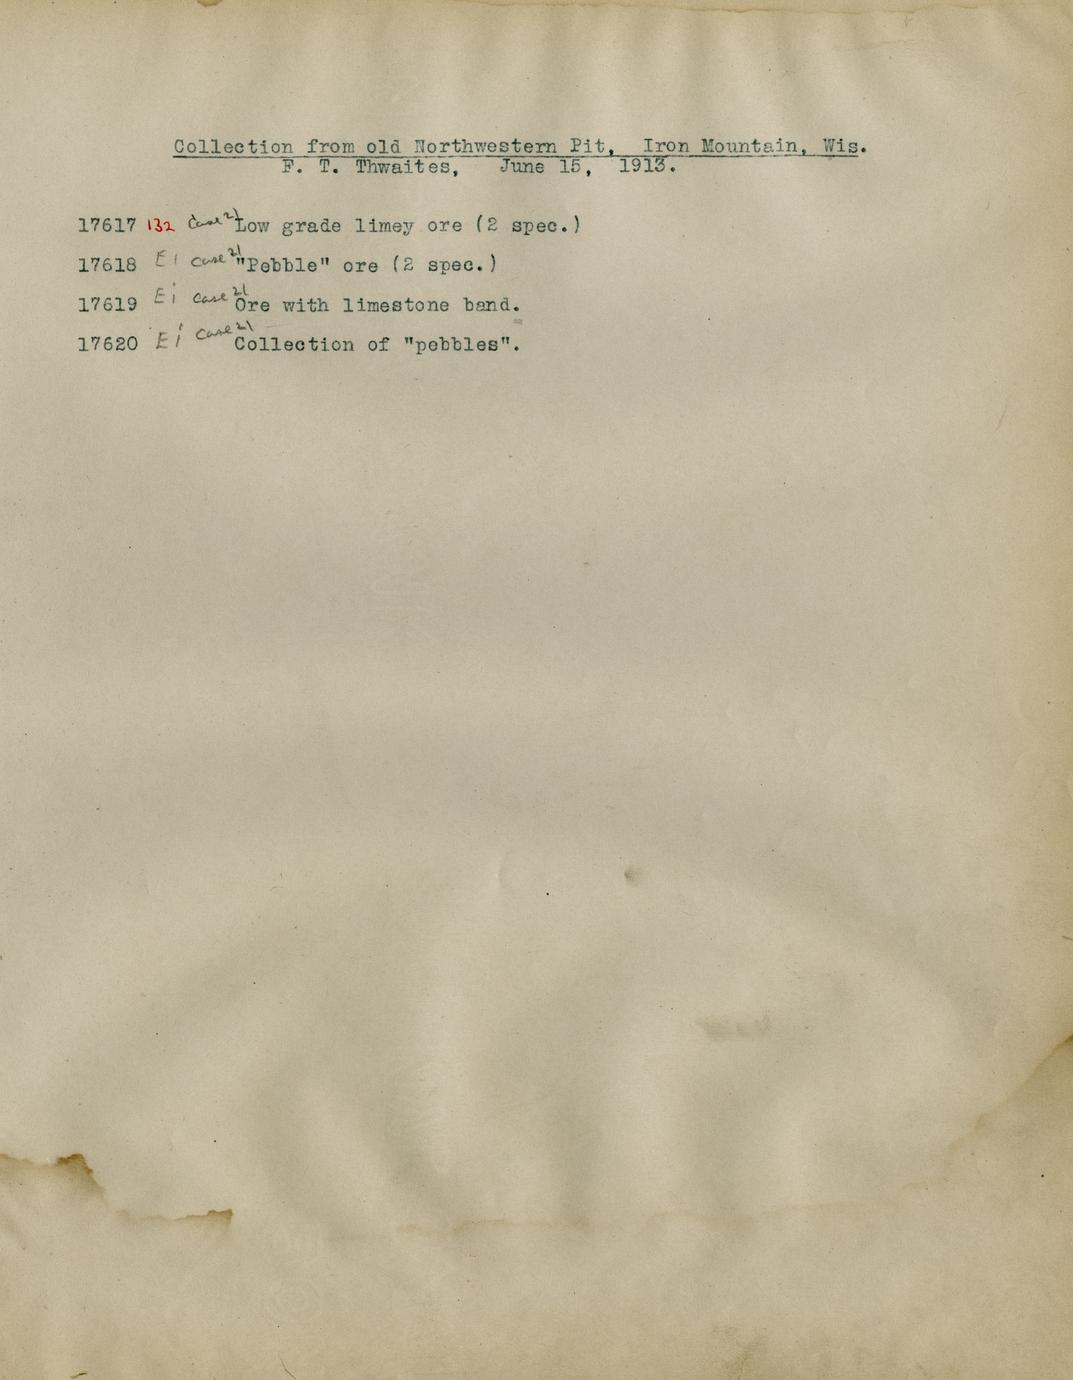 Collection from old Northwestern Pit, Iron Mountain, Wis.
F. T. Thwaites, June 15, 1913.
17617 132 Case 21 Low grade limey ore (2 spec.)
17618 E1 case 21 "Pebble" ore (2 spec.)
17619 E1 case 21 Ore with limestone band.
17620 E1 case 21 Collection of "pebbles".